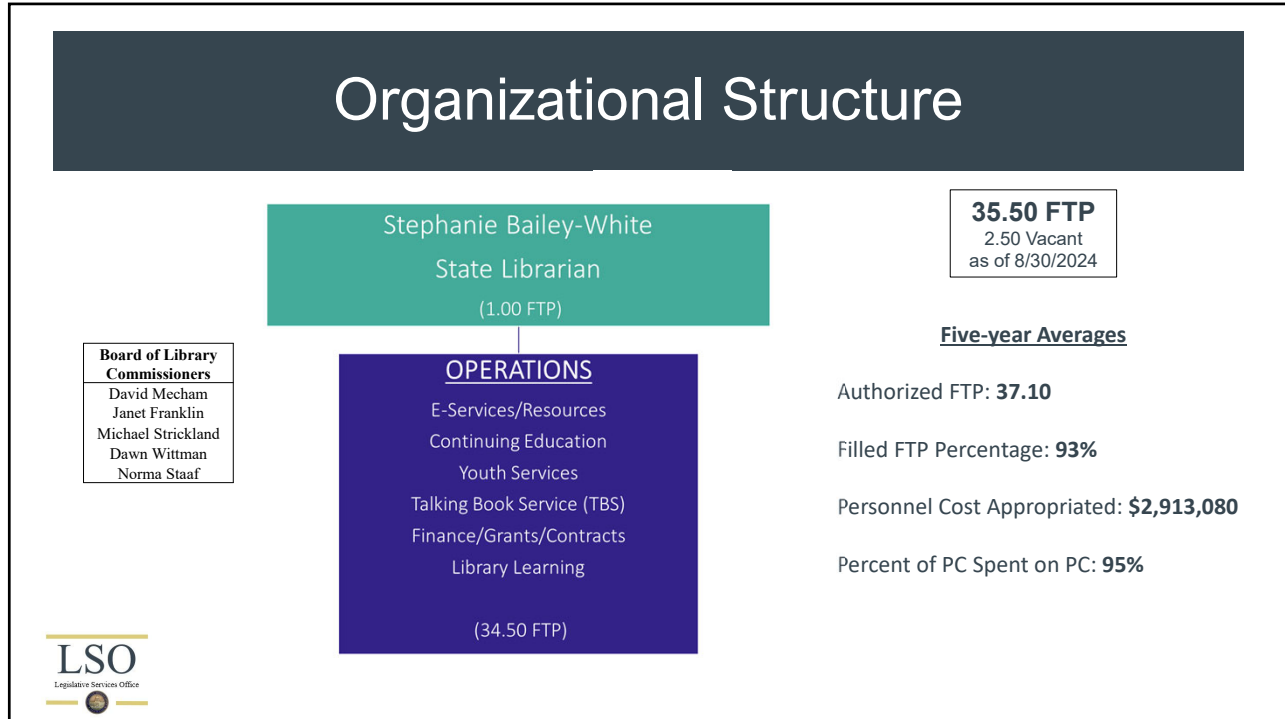 Organizational Structure
Stephanie Bailey-White
State Librarian
(1.00 FTP)
35.50 FTP
2.50 Vacant
as of 8/30/2024
Board of Library
Commissioners
David Mecham
Janet Franklin
Michael Strickland
Dawn Wittman
Norma Staaf
OPERATIONS
E-Services/Resources
Continuing Education
Youth Services
Talking Book Service (TBS)
Finance/Grants/Contracts
Library Learning
(34.50 FTP)
Five-year Averages
Authorized FTP: 37.10
Filled FTP Percentage: 93%
Personnel Cost Appropriated: $2,913,080
Percent of PC Spent on PC: 95%
LSO
Legislative Services Office